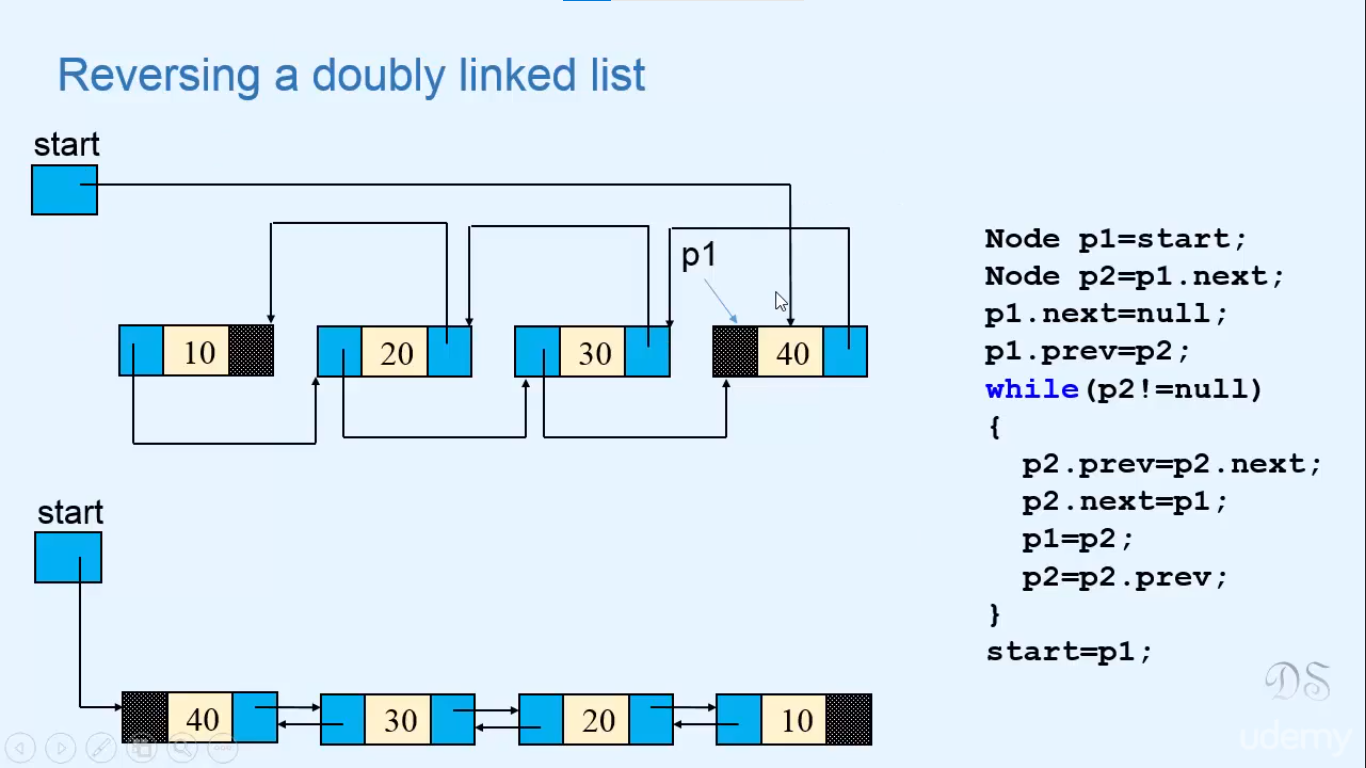 Reversing a doubly linked list
start
p1
10
20
30
40
start
40
30
20
10
Node p1=start;
Node p2=p1.next;
p1.next=null;
p1.prev=p2;
while(p2!=null)
{
p2.prev=p2.next;
p2.next=p1;
p1=p2;
p2=p2.prev;
}
start=p1;
DS
udemy